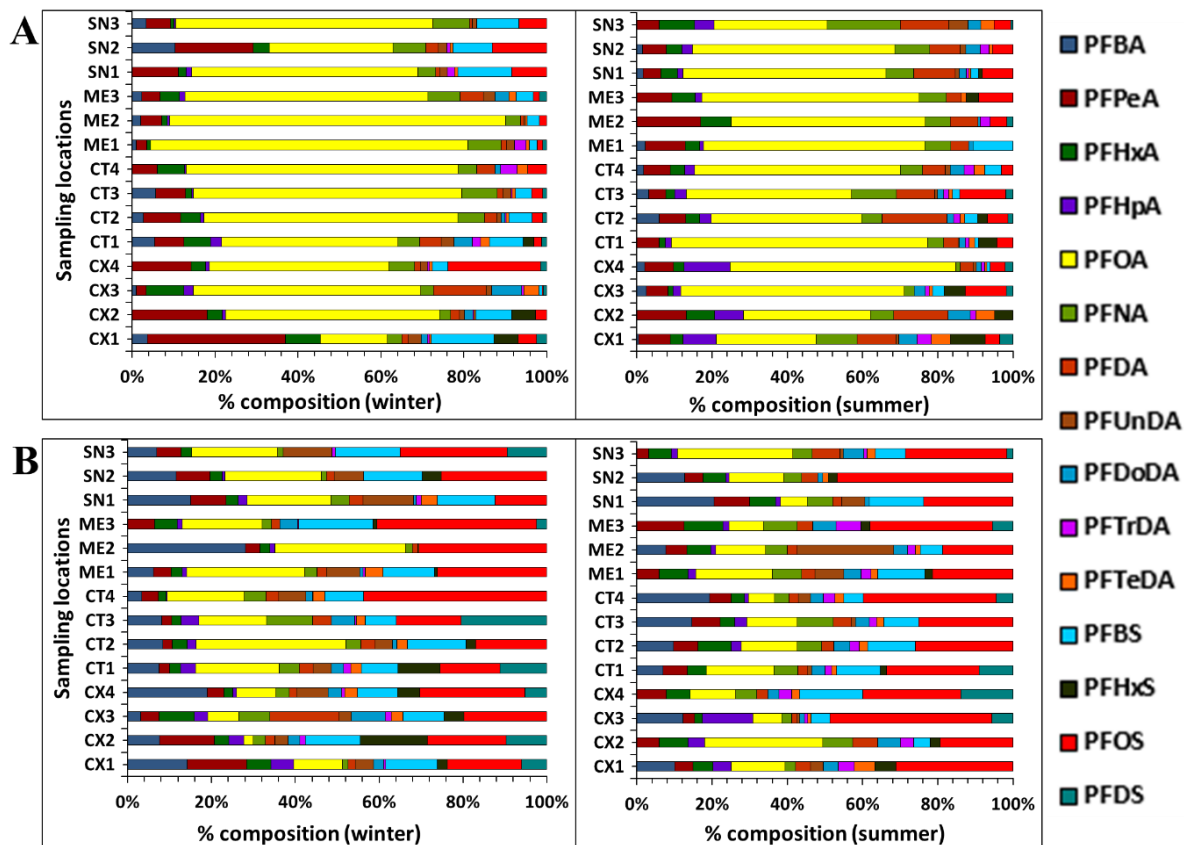 A
SN3
SN2
SN1
ME3
ME2
ME1
CT4
CT3
CT2
CT1
CX4
CX3
CX2
CX1
Sampling locations
0% 20% 40% 60% 80% 100%
% composition (winter)
SN3
SN2
SN1
ME3
ME2
ME1
CT4
CT3
CT2
CT1
CX4
CX3
CX2
CX1
0% 20% 40% 60% 80% 100%
% composition (summer)
B
SN3
SN2
SN1
ME3
ME2
ME1
CT4
CT3
CT2
CT1
CX4
CX3
CX2
CX1
Sampling locations
0% 20% 40% 60% 80% 100%
% composition (winter)
SN3
SN2
SN1
ME3
ME2
ME1
CT4
CT3
CT2
CT1
CX4
CX3
CX2
CX1
0% 20% 40% 60% 80% 100%
% composition (summer)
PFBA
PFPeA
PFHxA
PFHpA
PFOA
PFNA
PFDA
PFUnDA
PFDoDA
PFTrDA
PFTeDA
PFBS
PFHxS
PFOS
PFDS